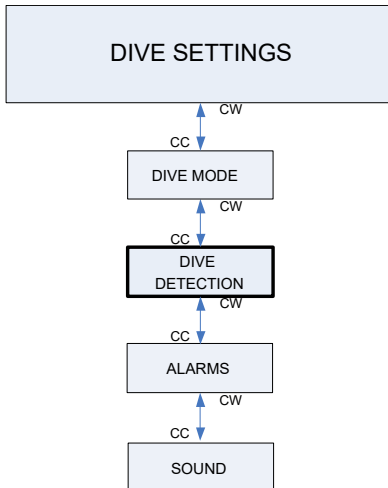 DIVE SETTINGS
CW
CC
DIVE MODE
CW
CC
DIVE
DETECTION
CW
CC
ALARMS
CW
CC
SOUND